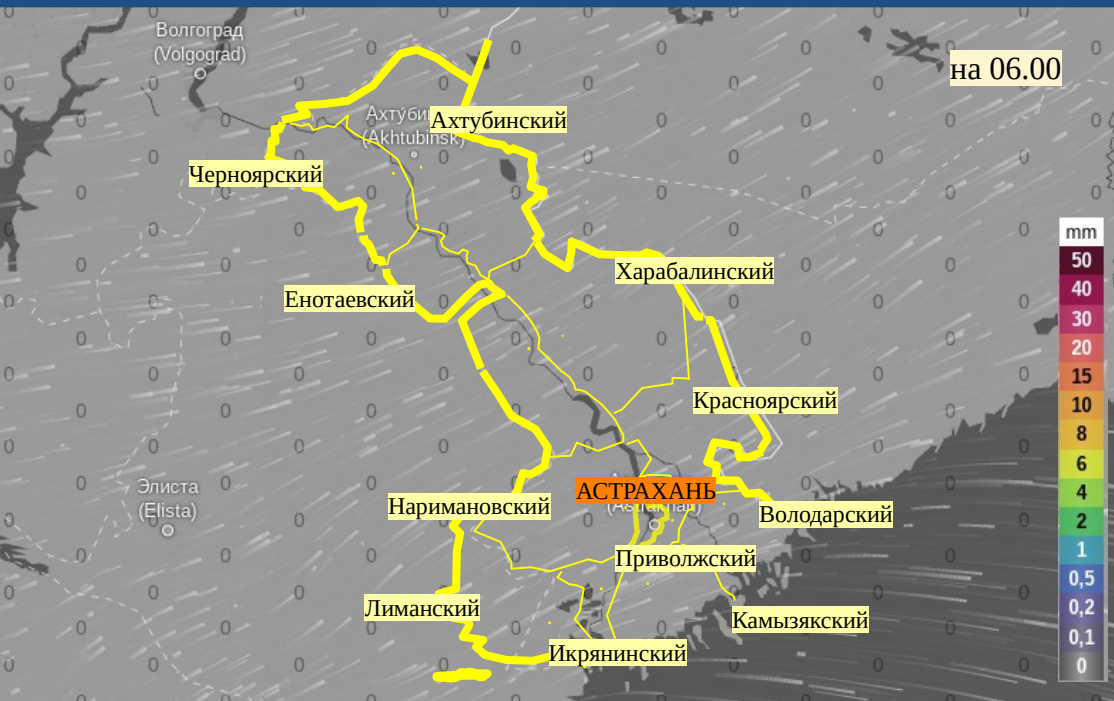 Волгоград
(Volgograd)
на 06.00
Ахтубинский
(Akhtubinsk)
Черноярский
Харабалинский
Енотаевский
Красноярский
Элиста
(Elista)
АСТРАХАНЬ
Наримановский
Володарский
Приволжский
Лиманский
Камызякский
Икрянинский
mm
50
40
30
20
15
10
8
6
4
2
1
0,5
0,2
0,1
0